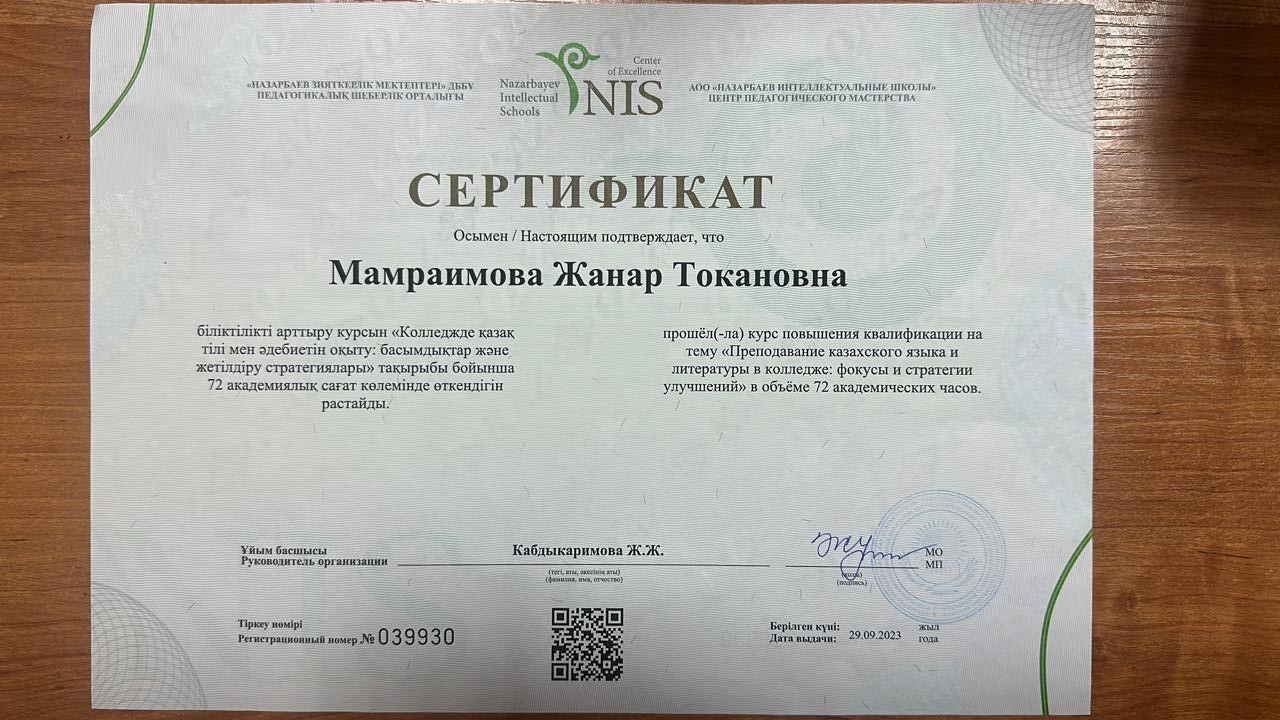 «НАЗАРБАЕВ ЗИЯТКЕРЛІК МЕКТЕПТЕРІ» ДББҰ
ПЕДАГОГИКАЛЫҚ ШЕБЕРЛІК ОРТАЛЫҒЫ
Center
of Excellence
Nazarbayev
Intellectual
Schools
NIS
АОО «НАЗАРБАЕВ ИНТЕЛЛЕКТУАЛЬНЫЕ ШКОЛЫ»
ЦЕНТР ПЕДАГОГИЧЕСКОГО МАСТЕРСТВА
СЕРТИФИКАТ
Осымен / Настоящим подтверждает, что
Мамраимова Жанар Токановна
біліктілікті арттыру курсын «Колледжде қазақ
тілі мен әдебиетін оқыту: басымдықтар және
жетілдіру стратегиялары» тақырыбы бойынша
72 академиялық сағат көлемінде өткендігін
растайды.
прошёл(-ла) курс повышения квалификации на
тему «Преподавание казахского языка и
литературы в колледже: фокусы и стратегии
улучшений» в объёме 72 академических часов.
Ұйым басшысы
Руководитель организации
Кабдыкаримова Ж.Ж.
(тегі, аты, әкесінің аты)
(фамилия, имя, отчество)
(қолы)
(подпись)
МО
МП
Тіркеу нөмірі
Регистрационный номер № 039930
Берілген күні:
Дата выдачи:
29.09.2023
жыл
года